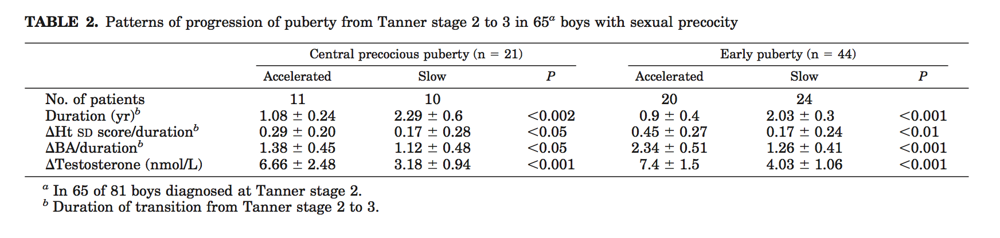 TABLE 2. Patterns of progression of puberty from Tanner stage 2 to 3 in 65a boys with sexual precocity
Central precocious puberty (n = 21) Early puberty (n = 44)
Accelerated Slow P Accelerated Slow P
No. of patients 11 10 20 24
Duration (yr)b 1.08 ± 0.24 2.29 ± 0.6 <0.002 0.9 ± 0.4 2.03 ± 0.3 <0.001
ΔHt SD score/durationb 0.29 ± 0.20 0.17 ± 0.28 <0.05 0.45 ± 0.27 0.17 ± 0.24 <0.01
ΔBA/durationb 1.38 ± 0.45 1.12 ± 0.48 <0.05 2.34 ± 0.51 1.26 ± 0.41 <0.001
ΔTestosterone (nmol/L) 6.66 ± 2.48 3.18 ± 0.94 <0.001 7.4 ± 1.5 4.03 ± 1.06 <0.001
a In 65 of 81 boys diagnosed at Tanner stage 2.
b Duration of transition from Tanner stage 2 to 3.